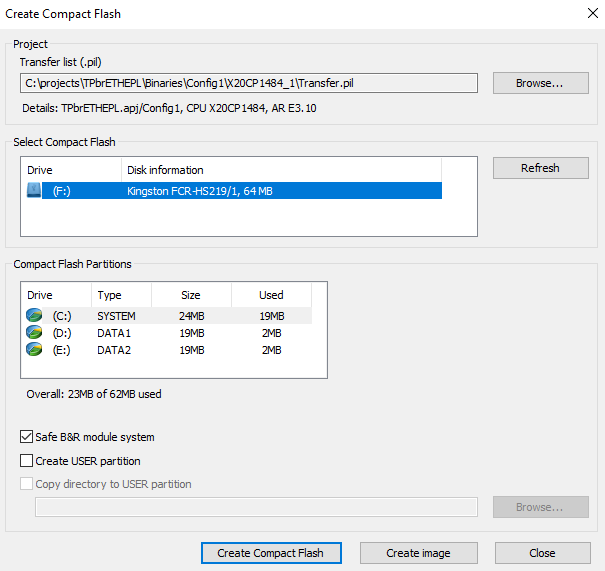 Create Compact Flash
Project
Transfer list (.pil)
C:\projects\TPbrETHEPL\Binaries\Config1\X20CP1484_1\Transfer.pil
Browse...
Details: TPbrETHEPL.apj/Config1, CPU X20CP1484, AR E3.10
Select Compact Flash
Drive Disk information
Refresh
(F:) Kingston FCR-HS219/1, 64 MB
Compact Flash Partitions
Drive Type Size Used
(C:) SYSTEM 24MB 19MB
(D:) DATA1 19MB 2MB
(E:) DATA2 19MB 2MB
Overall: 23MB of 62MB used
Safe B&R module system
Create USER partition
Copy directory to USER partition
Browse...
Create Compact Flash Create image Close